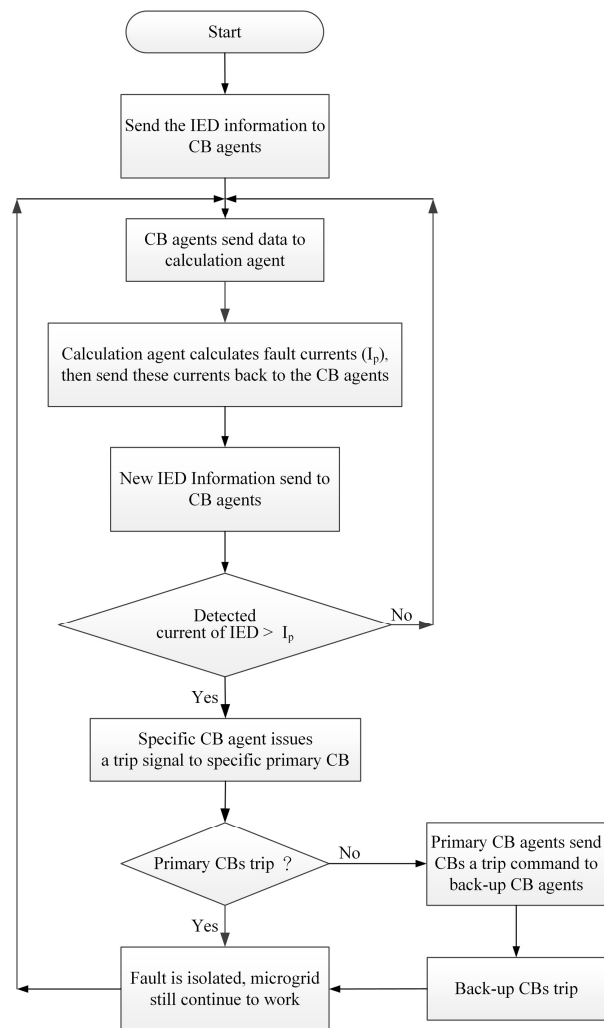 Start
Send the IED information to
CB agents
CB agents send data to
calculation agent
Calculation agent calculates fault currents (Ip),
then send these currents back to the CB agents
New IED Information send to
CB agents
Detected
current of IED > Ip
No
Yes
Specific CB agent issues
a trip signal to specific primary CB
Primary CBs trip ?
No
Primary CB agents send
CBs a trip command to
back-up CB agents
Yes
Fault is isolated, microgrid
still continue to work
Back-up CBs trip